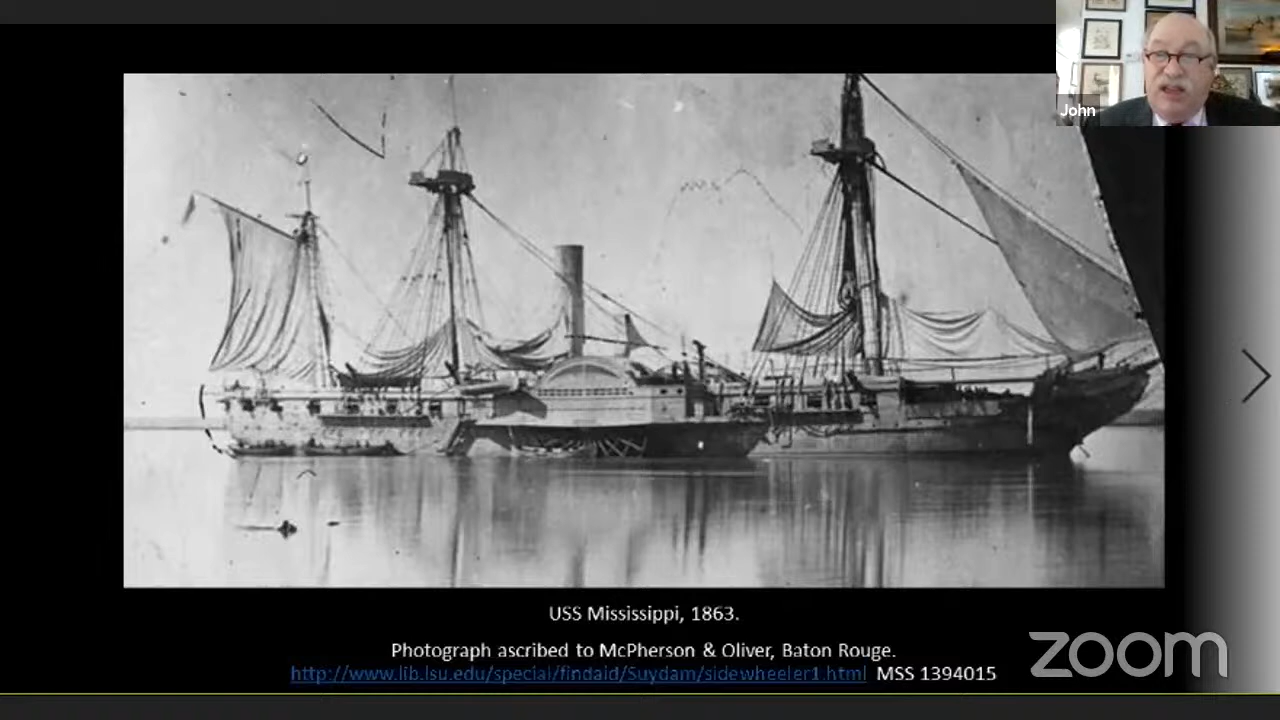 John
USS Mississippi, 1863.
Photograph ascribed to McPherson & Oliver, Baton Rouge.
http://www.lib.lsu.edu/special/findaid/Suydam/sidewheeler1.html MSS 1394015
zoom